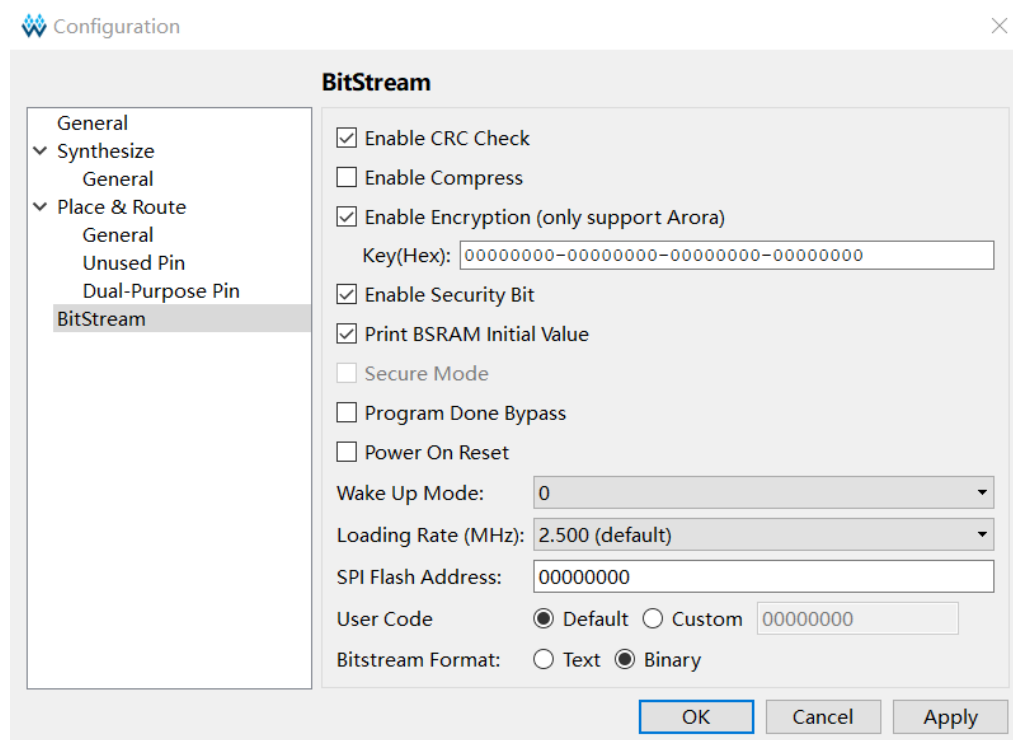 Configuration
BitStream
General
Synthesize
General
Place & Route
General
Unused Pin
Dual-Purpose Pin
BitStream
Enable CRC Check
Enable Compress
Enable Encryption (only support Arora)
Key(Hex): 00000000-00000000-00000000-00000000
Enable Security Bit
Print BSRAM Initial Value
Secure Mode
Program Done Bypass
Power On Reset
Wake Up Mode: 0
Loading Rate (MHz): 2.500 (default)
SPI Flash Address: 00000000
User Code Default Custom 00000000
Bitstream Format: Text Binary
OK Cancel Apply